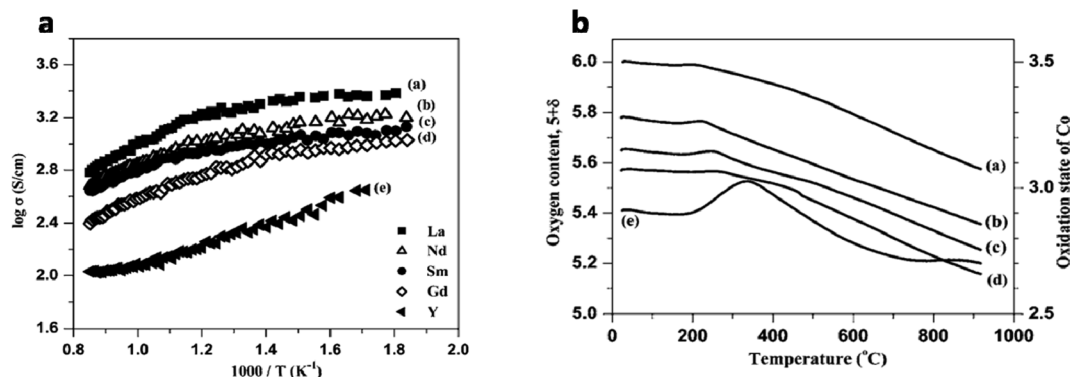 a
3.6
3.2
2.8
2.4
2.0
1.6
log σ (S/cm)
(a)
(b)
(c)
(d)
(e)
La
Nd
Sm
Gd
Y
0.8 1.0 1.2 1.4 1.6 1.8 2.0
1000 / T (K⁻¹)
b
6.0
5.8
5.6
5.4
5.2
5.0
Oxygen content, 5+δ
(a)
(b)
(c)
(d)
(e)
3.5
3.0
2.5
Oxidation state of Co
0 200 400 600 800 1000
Temperature (°C)